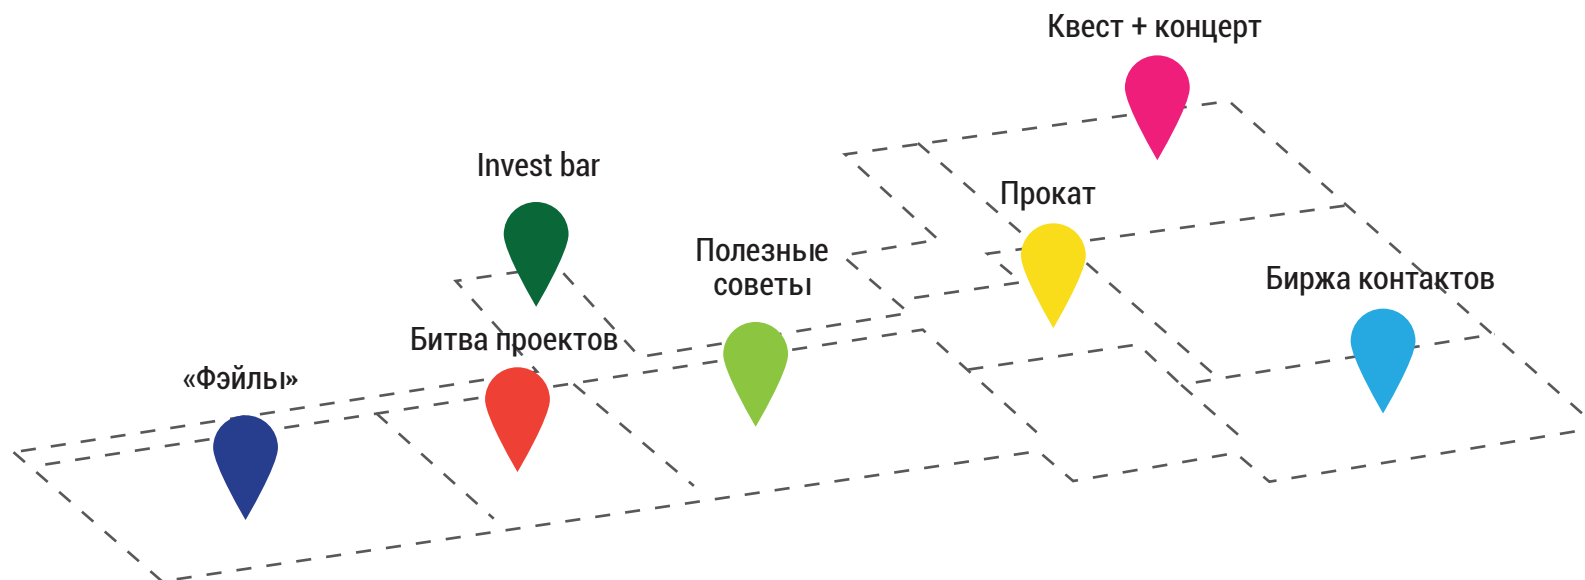 Квест + концерт
Invest bar
Прокат
Полезные
советы
Биржа контактов
Битва проектов
«Фэйлы»